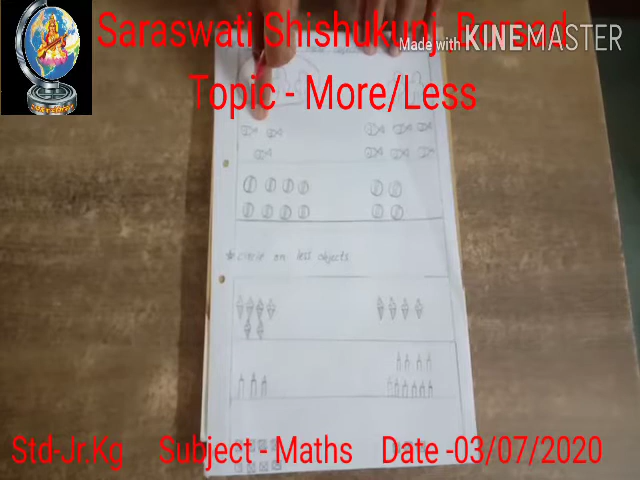 Saraswati Shishukunj,
Made with KINEMASTER
Topic - More/Less
* circle on less objects
Std-Jr.Kg Subject - Maths Date -03/07/2020